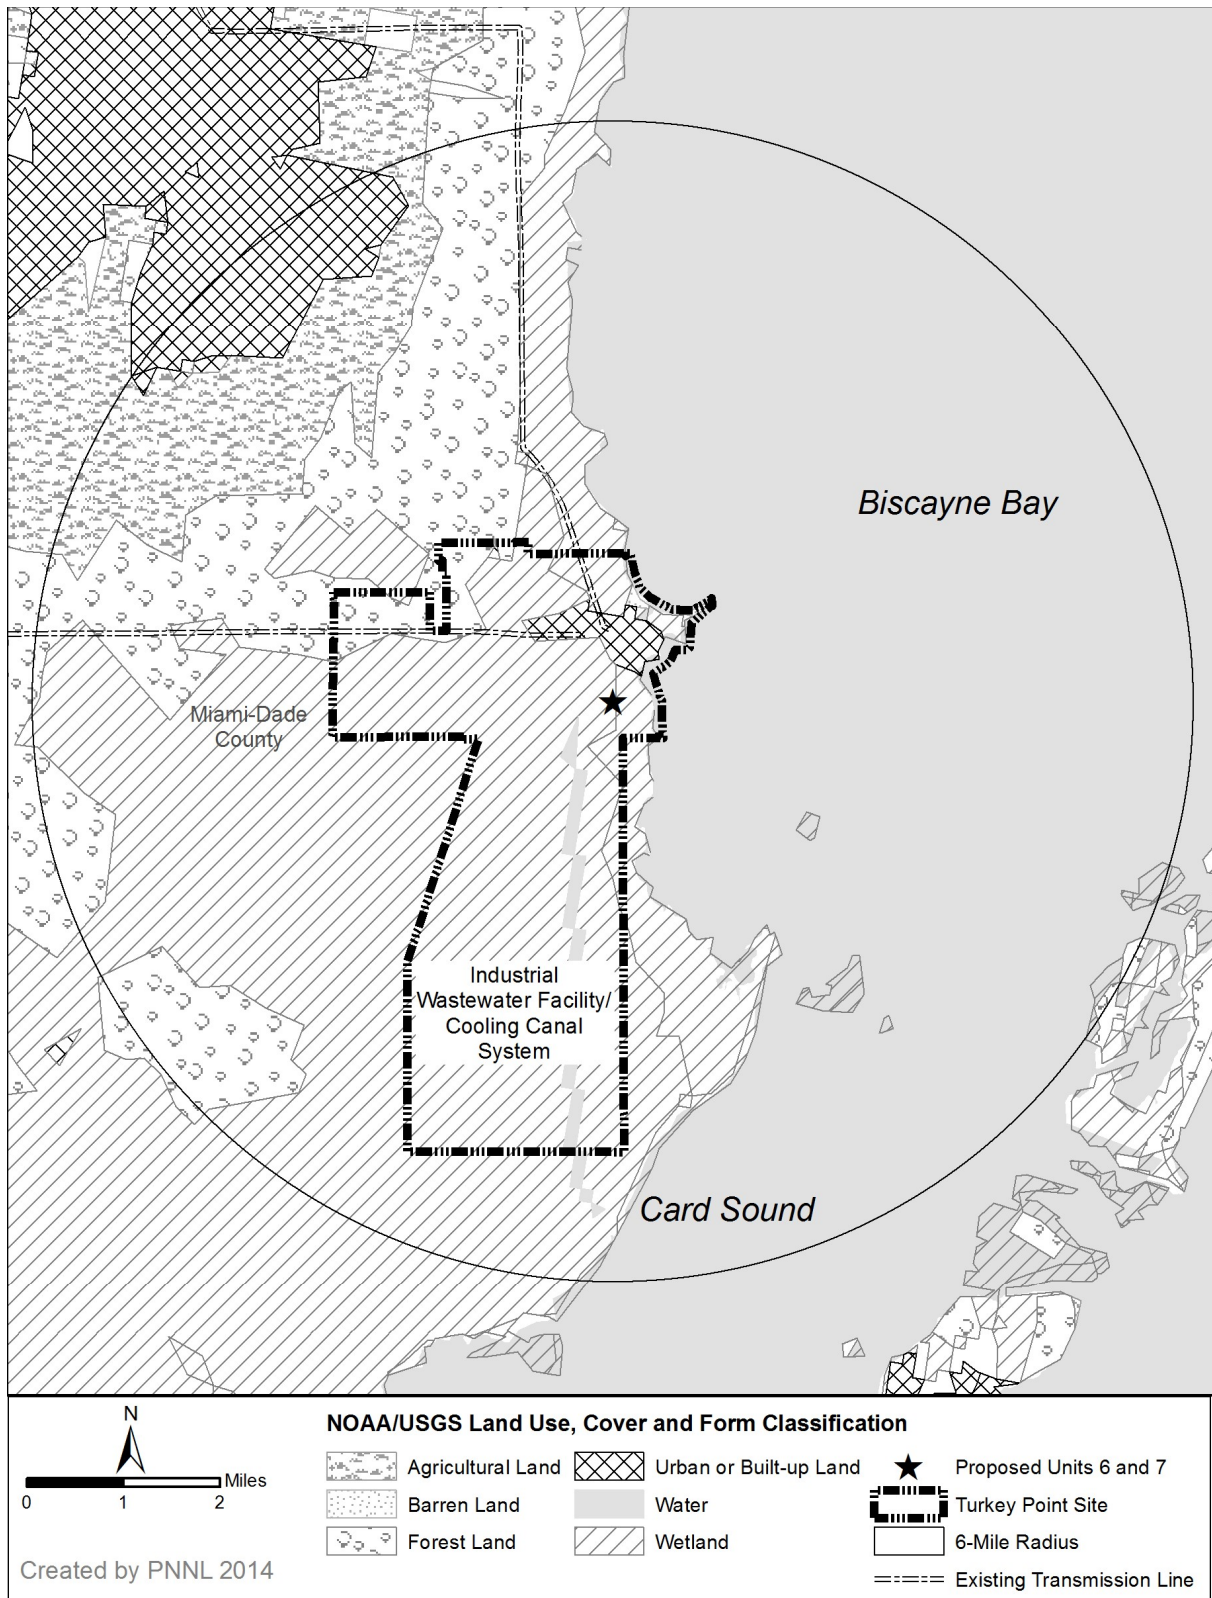 Biscayne Bay
Miami-Dade
County
Industrial
Wastewater Facility/
Cooling Canal
System
Card Sound
N
Miles
0 1 2
Created by PNNL 2014
NOAA/USGS Land Use, Cover and Form Classification
Agricultural Land
Barren Land
Forest Land
Urban or Built-up Land
Water
Wetland
Proposed Units 6 and 7
Turkey Point Site
6-Mile Radius
Existing Transmission Line